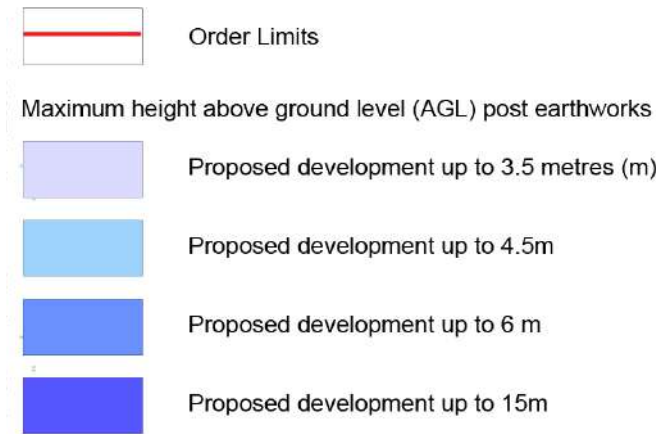 Order Limits
Maximum height above ground level (AGL) post earthworks
Proposed development up to 3.5 metres (m)
Proposed development up to 4.5m
Proposed development up to 6 m
Proposed development up to 15m